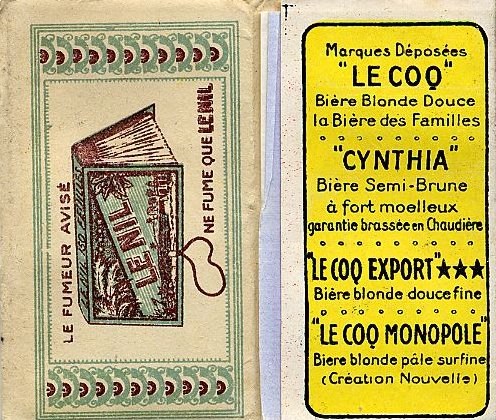 LE FUMEUR AVISÉ
LE NIL
NE FUME QUE LE NIL
Marques Déposées
"LE COQ"
Bière Blonde Douce
la Bière des Familles
"CYNTHIA"
Bière Semi-Brune
à fort moelleux
garantie brassée en Chaudière
"LE COQ EXPORT"★★★
Bière blonde douce fine
"LE COQ MONOPOLE"
Biere blonde pâle surfine
(Création Nouvelle)